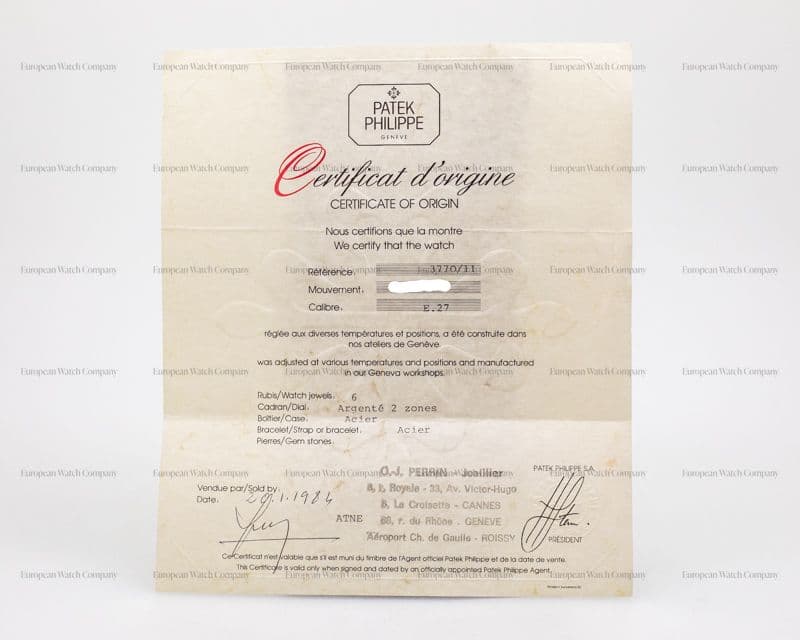 PATEK
PHILIPPE
GENÈVE
Certificat d'origine
CERTIFICATE OF ORIGIN
Nous certifions que la montre
We certify that the watch
Référence. 3770/11
Mouvement.
Calibre. E.27
réglée aux diverses températures et positions, a été construite dans
nos ateliers de Genève.
was adjusted at various temperatures and positions and manufactured
in our Geneva workshops.
Rubis/Watch jewels. 6
Cadran/Dial. Argenté 2 zones
Boîtier/Case. Acier
Bracelet/Strap or bracelet. Acier
Pierres/Gem stones.
O.J. PERRIN - Joaillier
8, r. Royale - 33, Av. Victor-Hugo
5, La Croisette - CANNES
68, r. du Rhône - GENEVE
Aéroport Ch. de Gaulle - ROISSY
Vendue par/Sold by.
Date. 20.1.1984
ATNE
PATEK PHILIPPE S.A.
PRÉSIDENT
Ce Certificat n'est valable que s'il est muni du timbre de l'Agent officiel Patek Philippe et de la date de vente.
This Certificate is valid only when signed and dated by an officially appointed Patek Philippe Agent.
European Watch Company